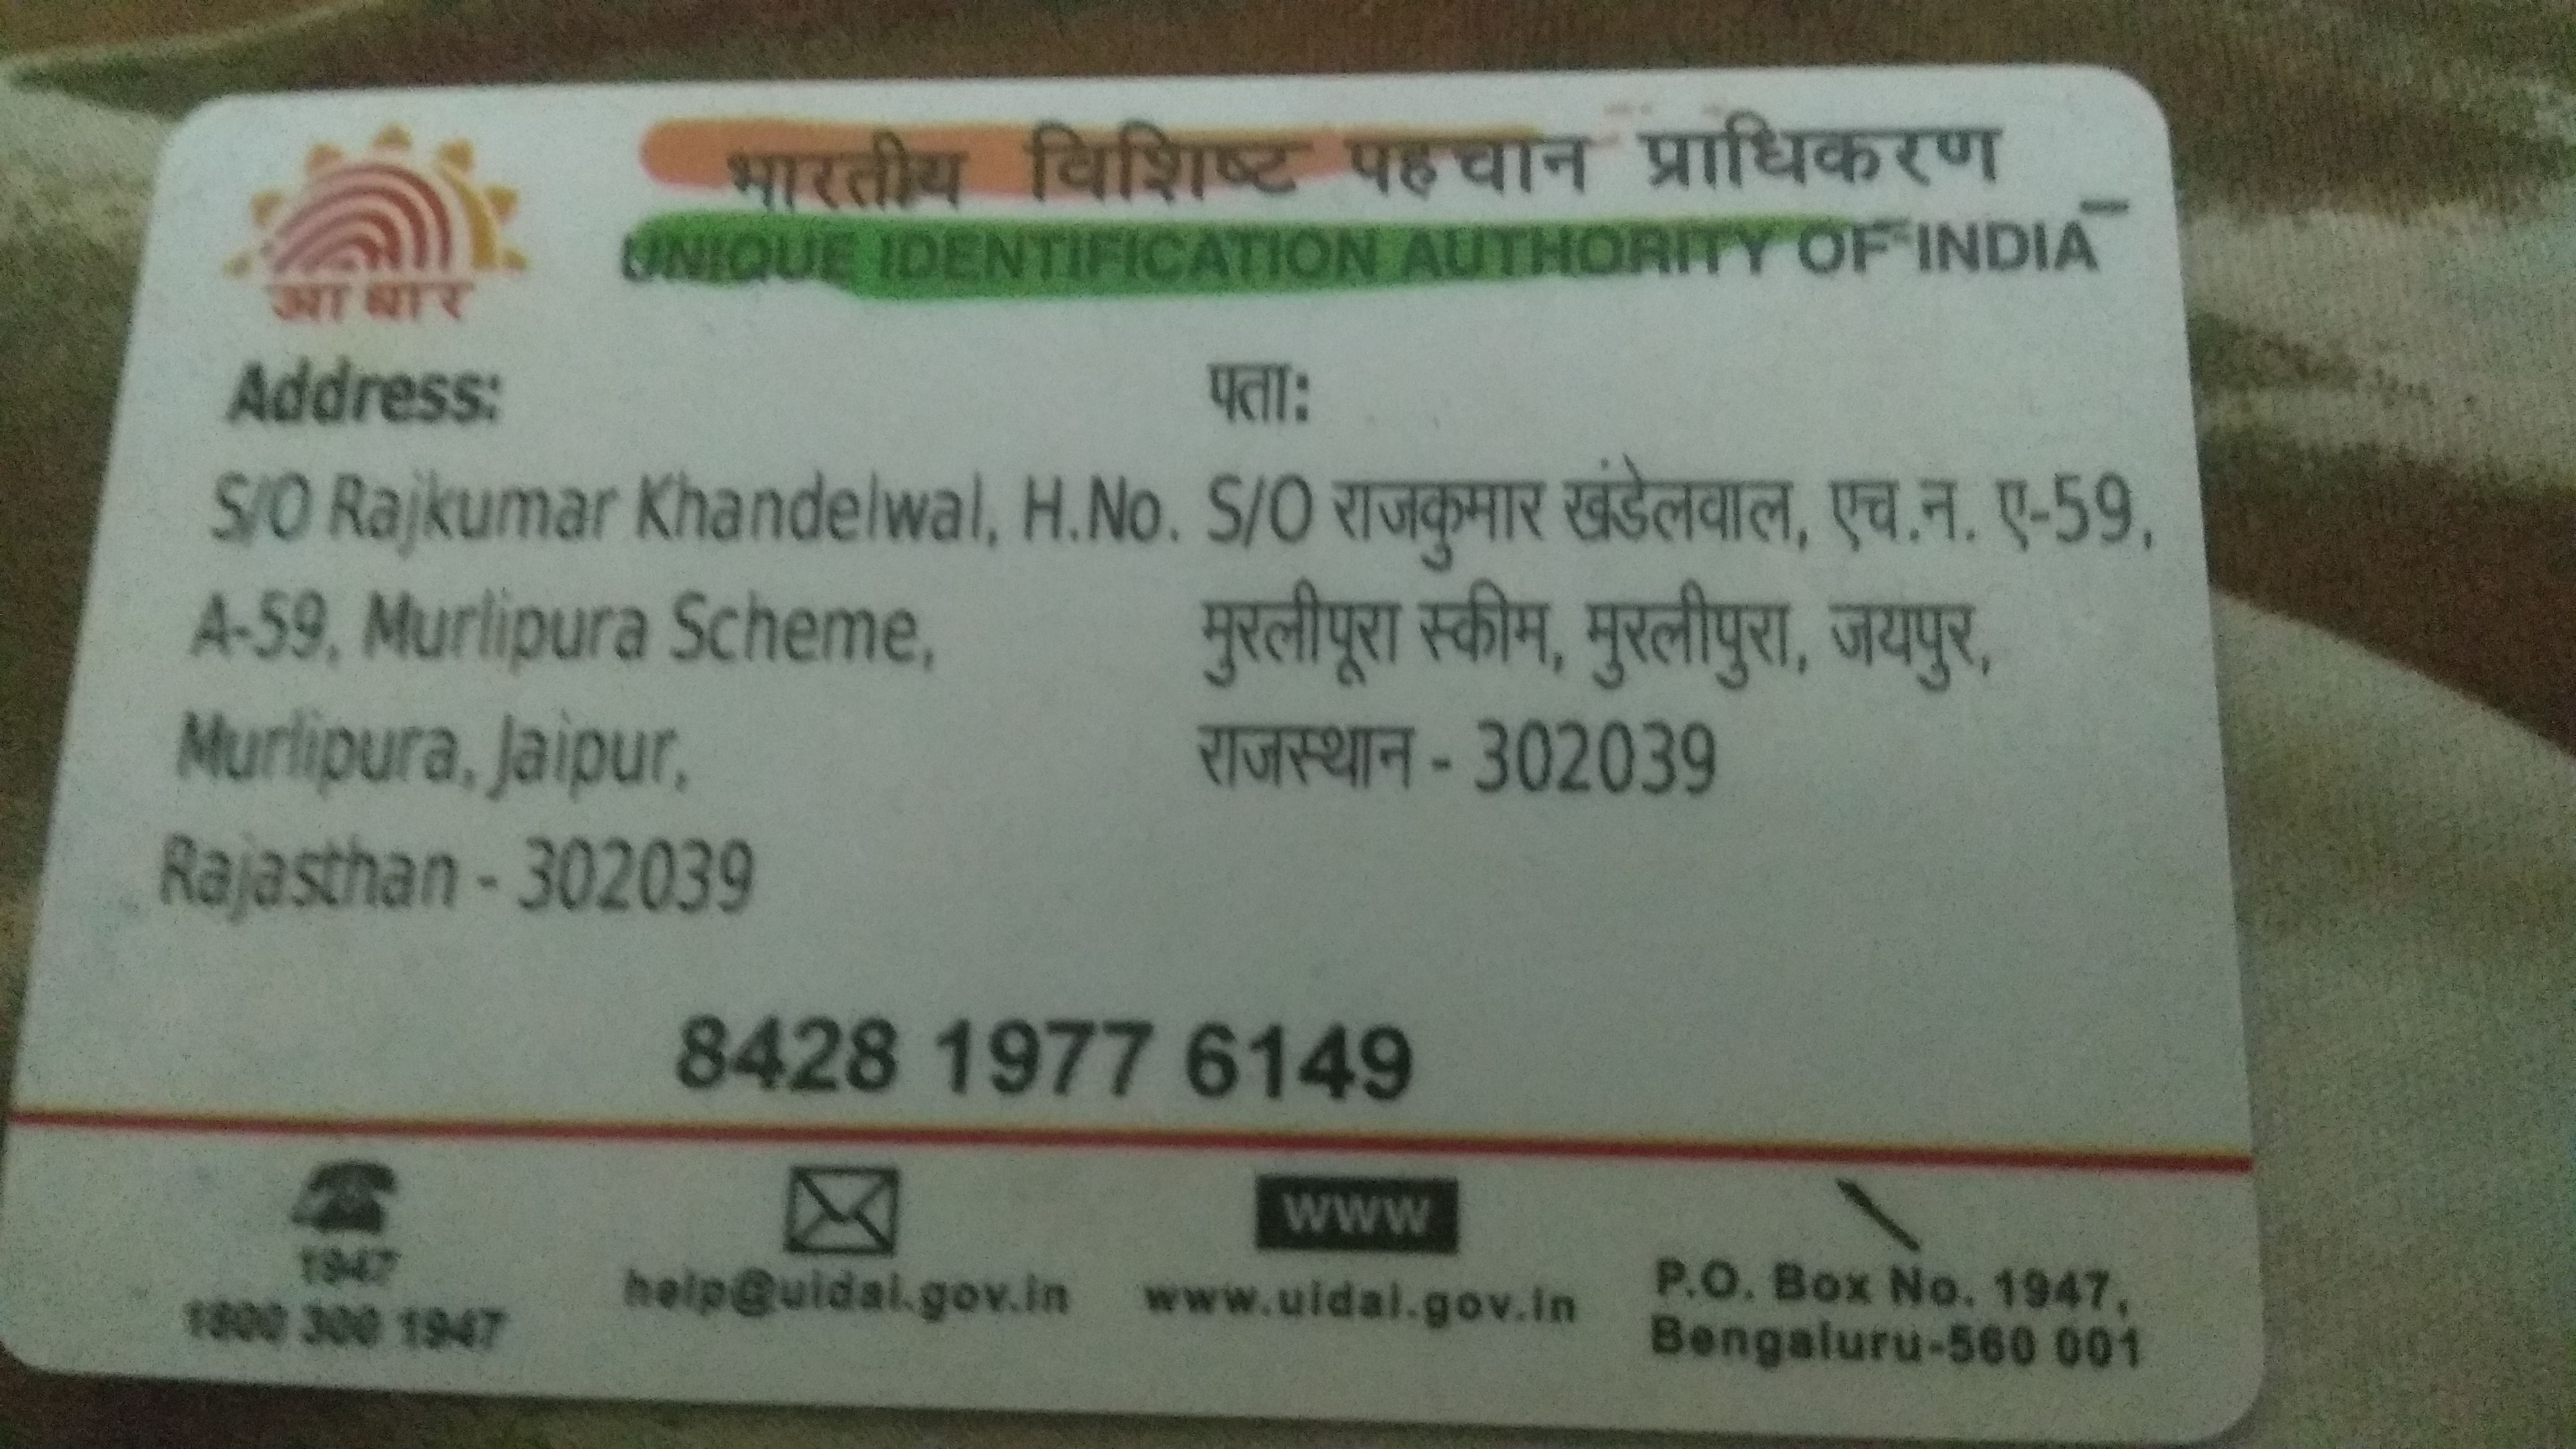 भारतीय विशिष्ट पहचान प्राधिकरण
UNIQUE IDENTIFICATION AUTHORITY OF INDIA
आधार
Address:
S/O Rajkumar Khandelwal, H.No.
A-59, Murlipura Scheme,
Murlipura, Jaipur,
Rajasthan - 302039
पता:
S/O राजकुमार खंडेलवाल, एच.न. ए-59,
मुरलीपूरा स्कीम, मुरलीपुरा, जयपुर,
राजस्थान - 302039
8428 1977 6149
1947
1800 300 1947
help@uidai.gov.in
WWW
www.uidai.gov.in
P.O. Box No. 1947,
Bengaluru-560 001